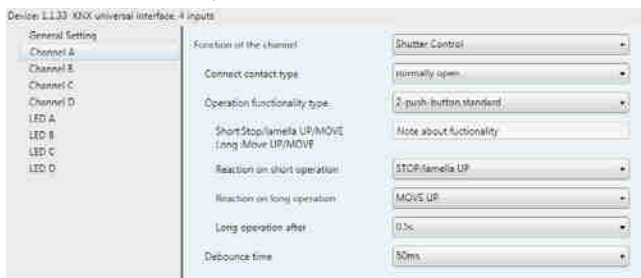 Device: 1.1.33 KNX universal interface, 4 inputs
General Setting
Channel A
Channel B
Channel C
Channel D
LED A
LED B
LED C
LED D
Function of the channel
Shutter Control
Connect contact type
normally open
Operation functionality type
2-push-button,standard
Short:Stop/lamella UP/MOVE
Long :Move UP/MOVE
Note about fuctionality
Reaction on short operation
STOP/lamella UP
Reaction on long operation
MOVE UP
Long operation after
0.5s
Debounce time
50ms